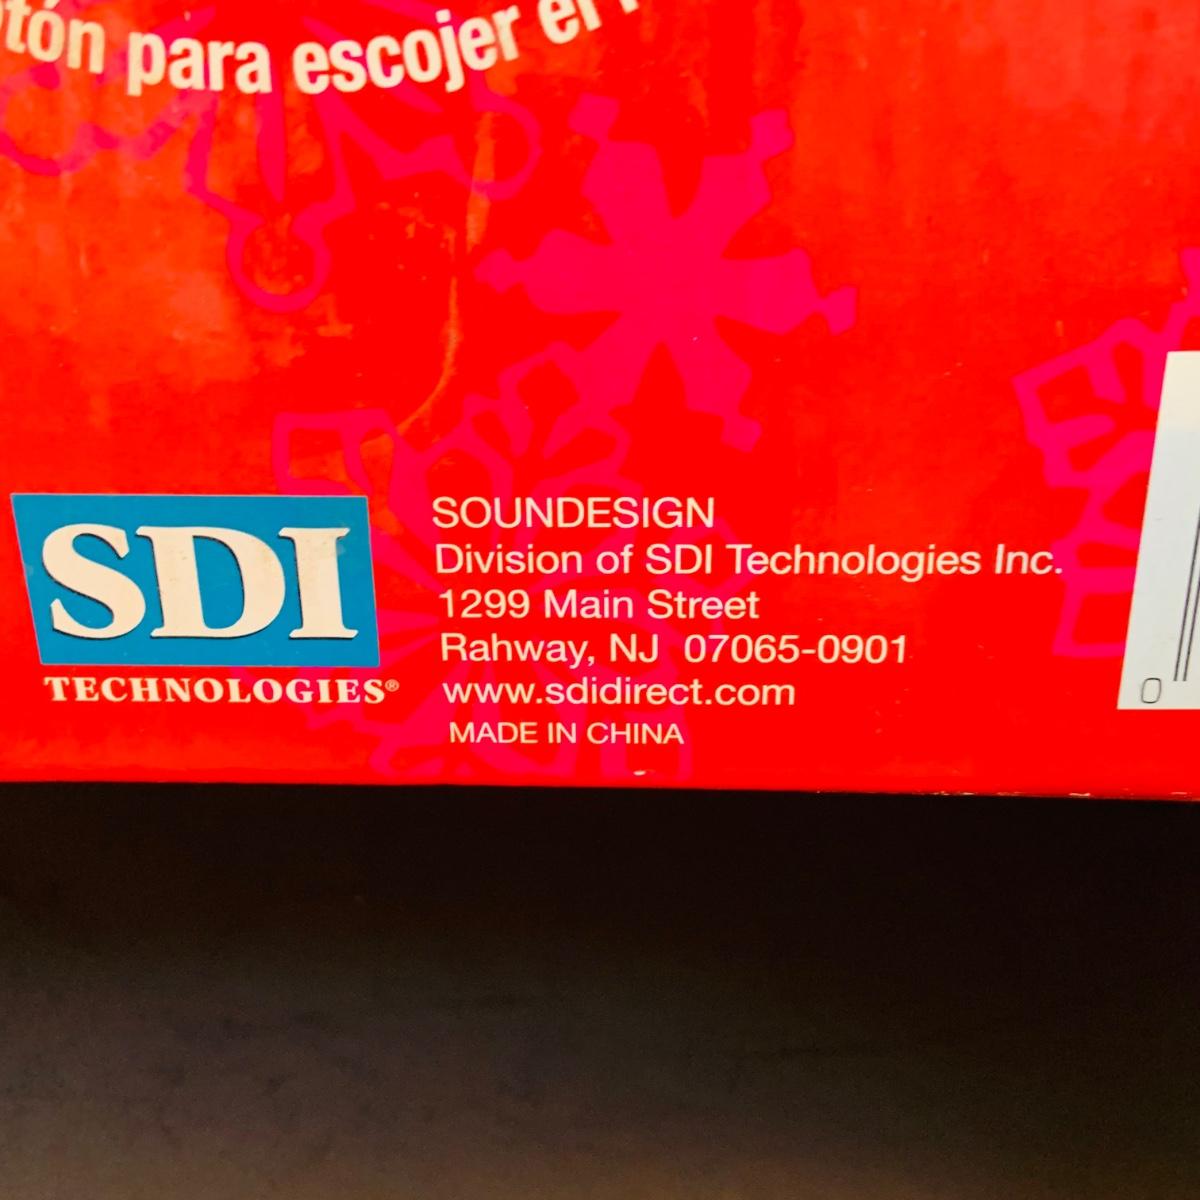 para escojer el
SDI
TECHNOLOGIES®
SOUNDESIGN
Division of SDI Technologies Inc.
1299 Main Street
Rahway, NJ 07065-0901
www.sdidirect.com
MADE IN CHINA
0